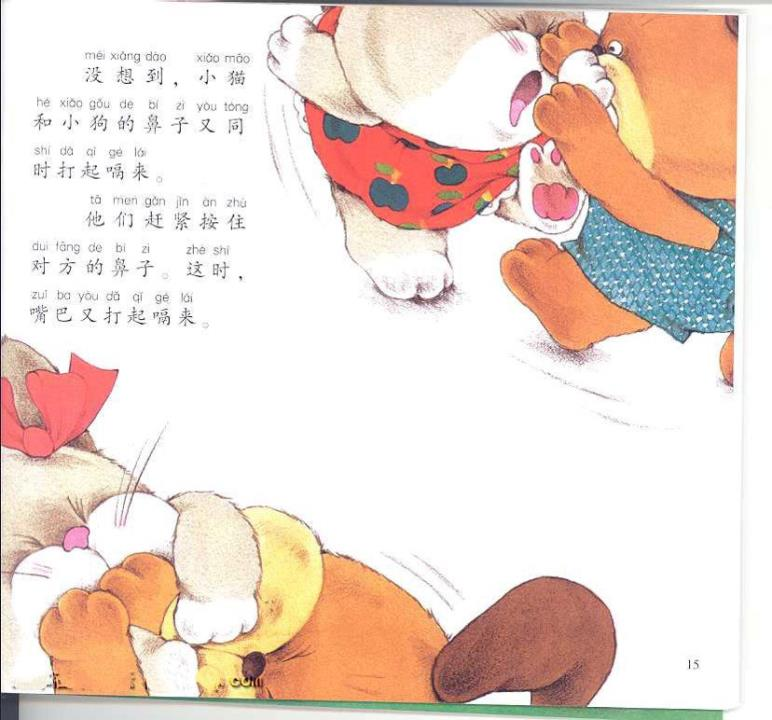 méi xiǎng dào xiǎo māo
没想到，小猫
hé xiǎo gǒu de bí zi yòu tóng
和小狗的鼻子又同
shí dǎ qǐ gé lái
时打起嗝来。
tā men gǎn jǐn àn zhù
他们赶紧按住
duì fāng de bí zi zhè shí
对方的鼻子。这时，
zuǐ ba yòu dǎ qǐ gé lái
嘴巴又打起嗝来。
com
15